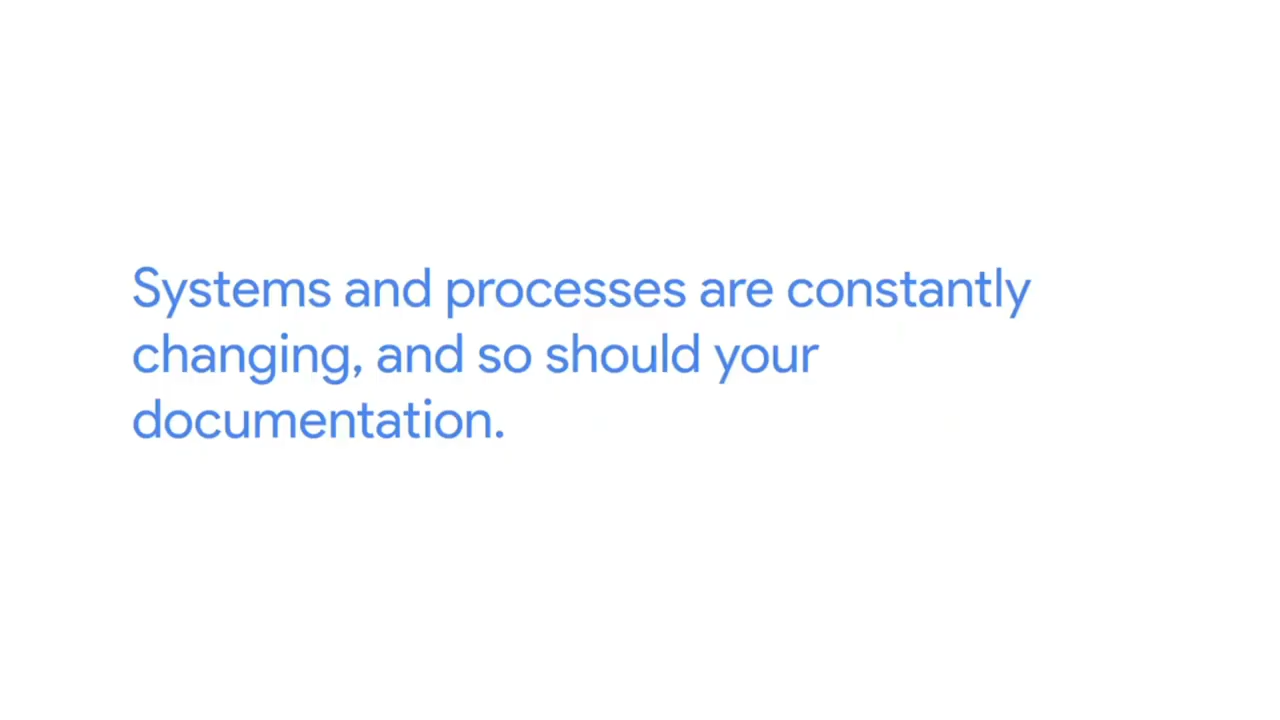 Systems and processes are constantly
changing, and so should your
documentation.